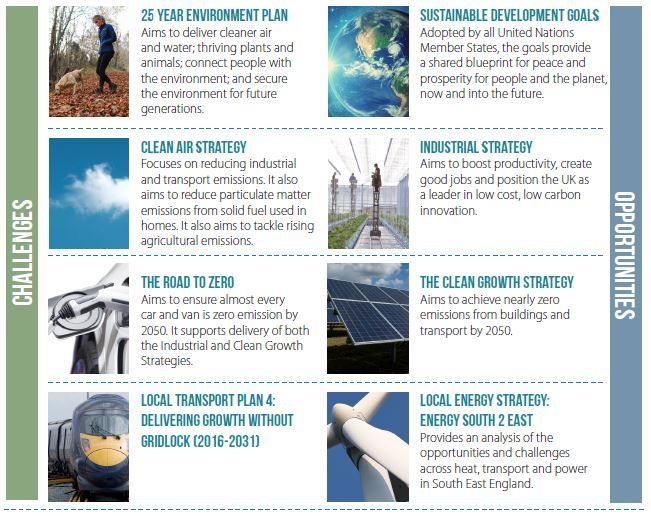 CHALLENGES
25 YEAR ENVIRONMENT PLAN
Aims to deliver cleaner air
and water; thriving plants and
animals; connect people with
the environment; and secure
the environment for future
generations.
SUSTAINABLE DEVELOPMENT GOALS
Adopted by all United Nations
Member States, the goals provide
a shared blueprint for peace and
prosperity for people and the planet,
now and into the future.
CLEAN AIR STRATEGY
Focuses on reducing industrial
and transport emissions. It also
aims to reduce particulate matter
emissions from solid fuel used in
homes. It also aims to tackle rising
agricultural emissions.
INDUSTRIAL STRATEGY
Aims to boost productivity, create
good jobs and position the UK as
a leader in low cost, low carbon
innovation.
THE ROAD TO ZERO
Aims to ensure almost every
car and van is zero emission by
2050. It supports delivery of both
the Industrial and Clean Growth
Strategies.
THE CLEAN GROWTH STRATEGY
Aims to achieve nearly zero
emissions from buildings and
transport by 2050.
LOCAL TRANSPORT PLAN 4:
DELIVERING GROWTH WITHOUT
GRIDLOCK (2016-2031)
LOCAL ENERGY STRATEGY:
ENERGY SOUTH 2 EAST
Provides an analysis of the
opportunities and challenges
across heat, transport and power
in South East England.
OPPORTUNITIES